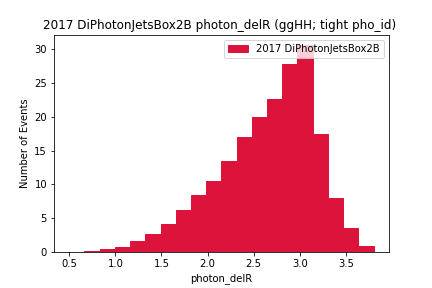 2017 DiPhotonJetsBox2B photon_delR (ggHH; tight pho_id)
2017 DiPhotonJetsBox2B
Number of Events
30
25
20
15
10
5
0
0.5 1.0 1.5 2.0 2.5 3.0 3.5
photon_delR